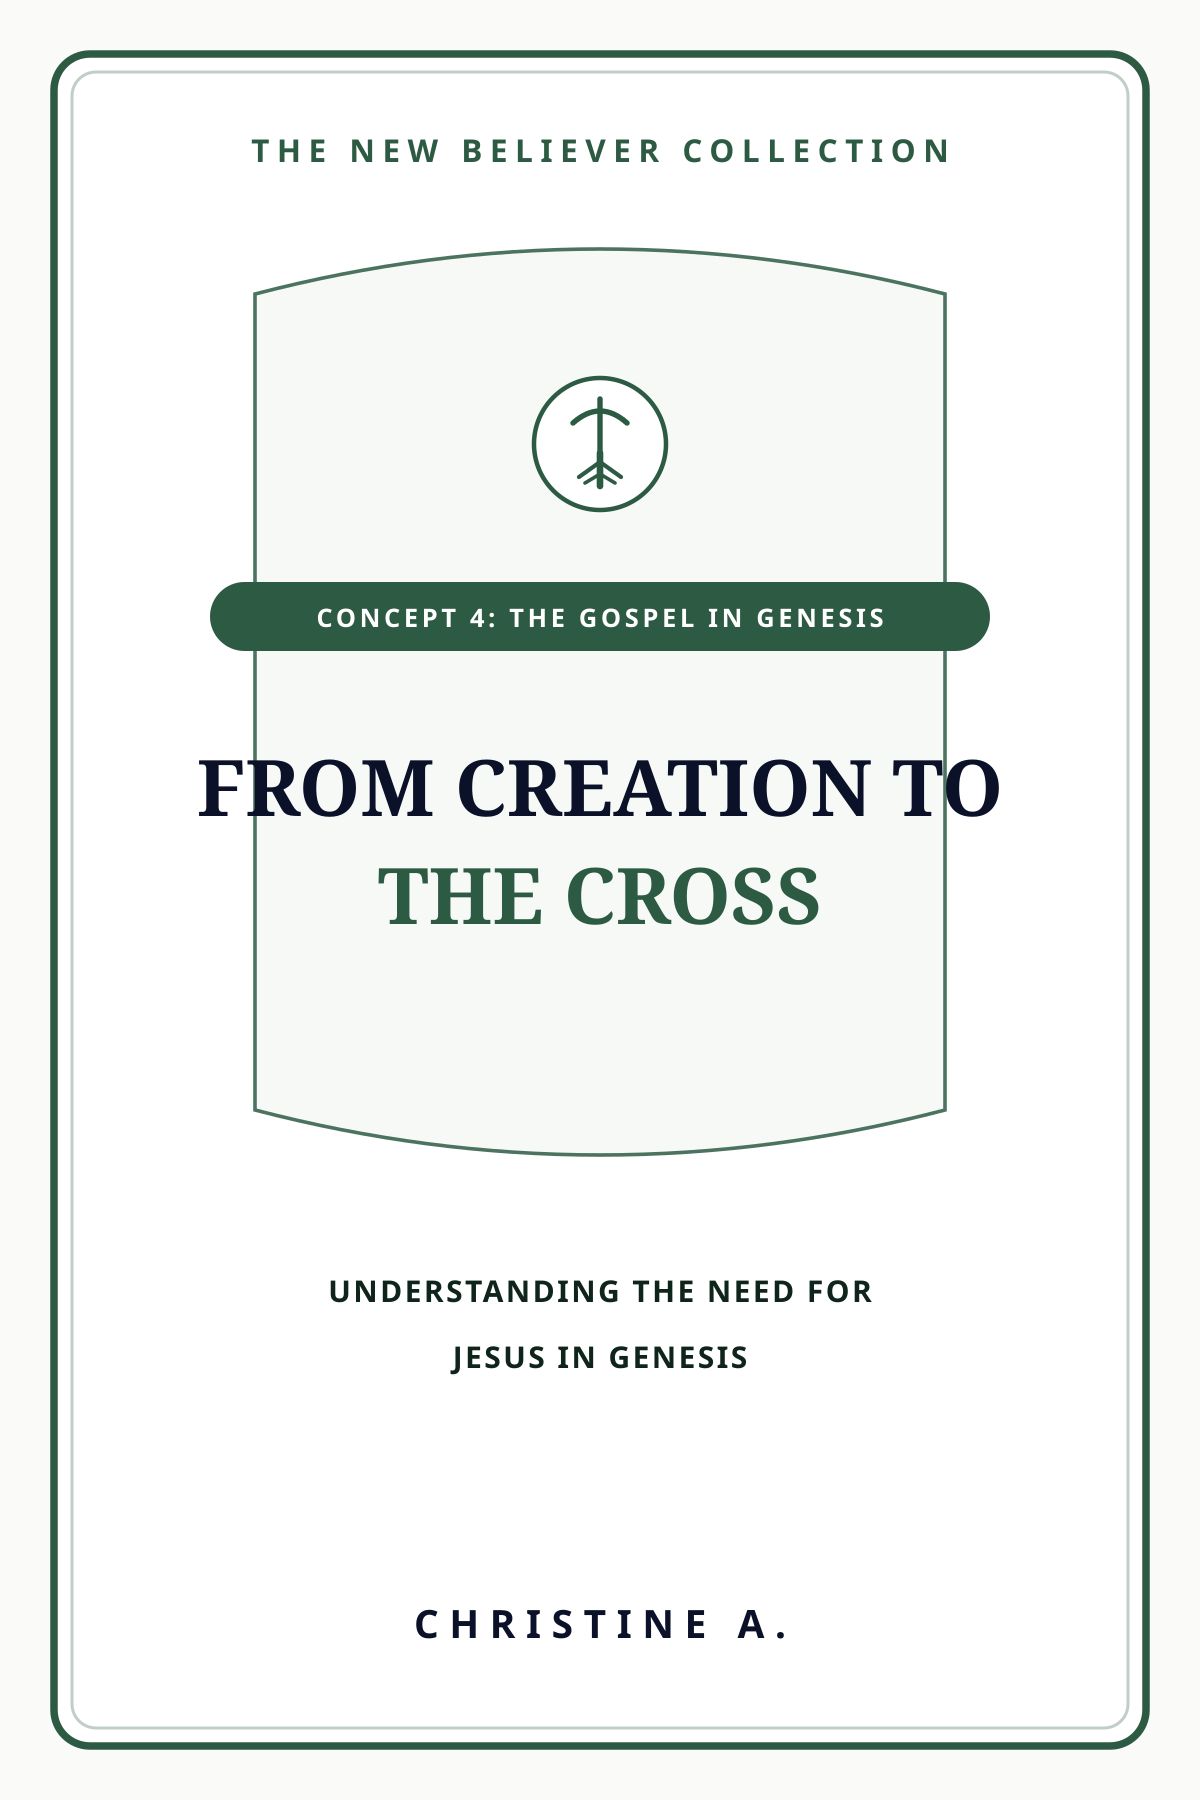 THE NEW BELIEVER COLLECTION
CONCEPT 4: THE GOSPEL IN GENESIS
FROM CREATION TO
THE CROSS
UNDERSTANDING THE NEED FOR
JESUS IN GENESIS
CHRISTINE A.